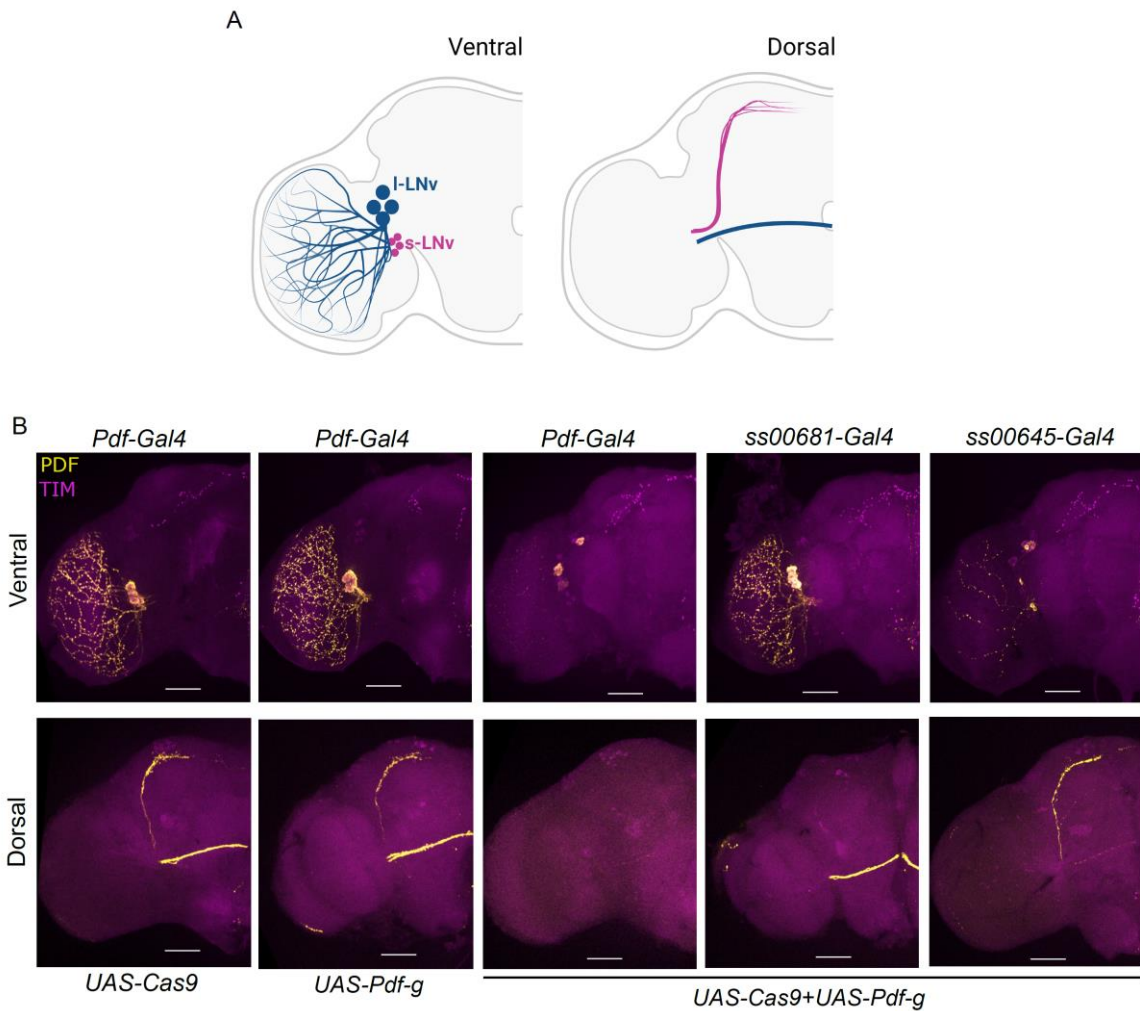 A
Ventral
Dorsal
l-LNv
s-LNv
B
Pdf-Gal4 Pdf-Gal4 Pdf-Gal4 ss00681-Gal4 ss00645-Gal4
PDF
TIM
Ventral
Dorsal
UAS-Cas9 UAS-Pdf-g UAS-Cas9+UAS-Pdf-g